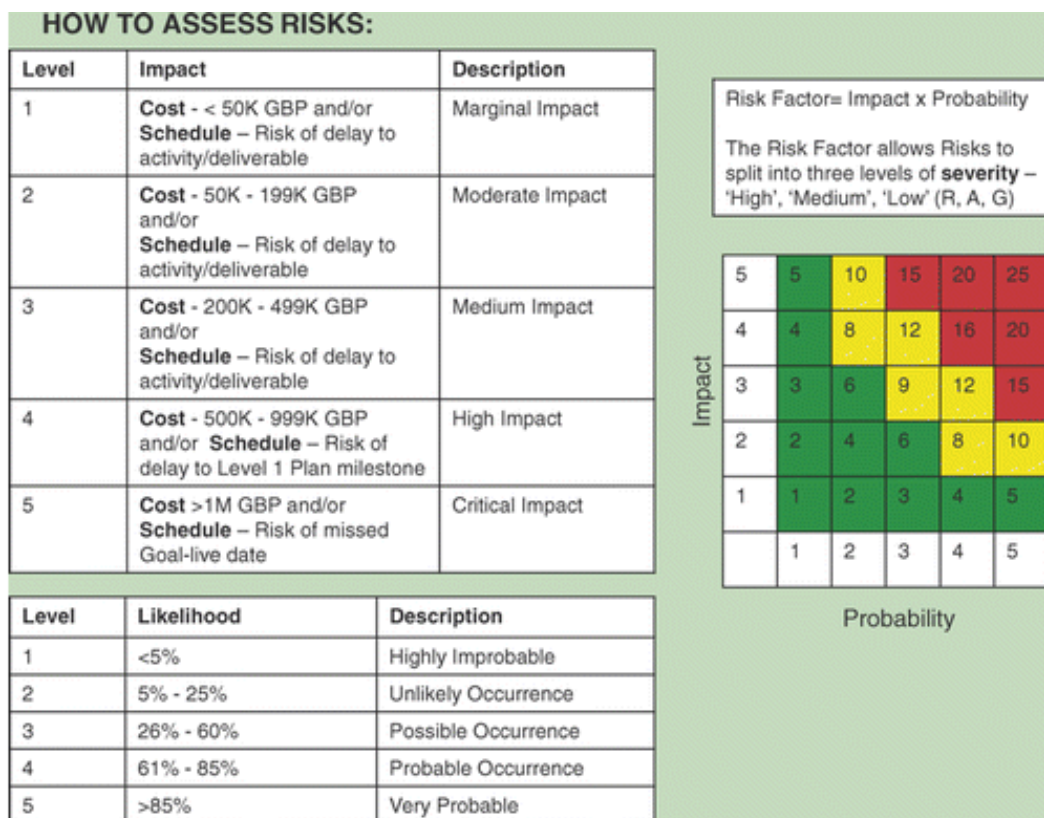 HOW TO ASSESS RISKS:
Level Impact Description
1 Cost - < 50K GBP and/or Marginal Impact
Schedule – Risk of delay to
activity/deliverable
2 Cost - 50K - 199K GBP Moderate Impact
and/or
Schedule – Risk of delay to
activity/deliverable
3 Cost - 200K - 499K GBP Medium Impact
and/or
Schedule – Risk of delay to
activity/deliverable
4 Cost - 500K - 999K GBP High Impact
and/or Schedule – Risk of
delay to Level 1 Plan milestone
5 Cost >1M GBP and/or Critical Impact
Schedule – Risk of missed
Goal-live date
Level Likelihood Description
1 <5% Highly Improbable
2 5% - 25% Unlikely Occurrence
3 26% - 60% Possible Occurrence
4 61% - 85% Probable Occurrence
5 >85% Very Probable
Risk Factor= Impact x Probability
The Risk Factor allows Risks to
split into three levels of severity –
‘High’, ‘Medium’, ‘Low’ (R, A, G)
Impact
5 5 10 15 20 25
4 4 8 12 16 20
3 3 6 9 12 15
2 2 4 6 8 10
1 1 2 3 4 5
1 2 3 4 5
Probability